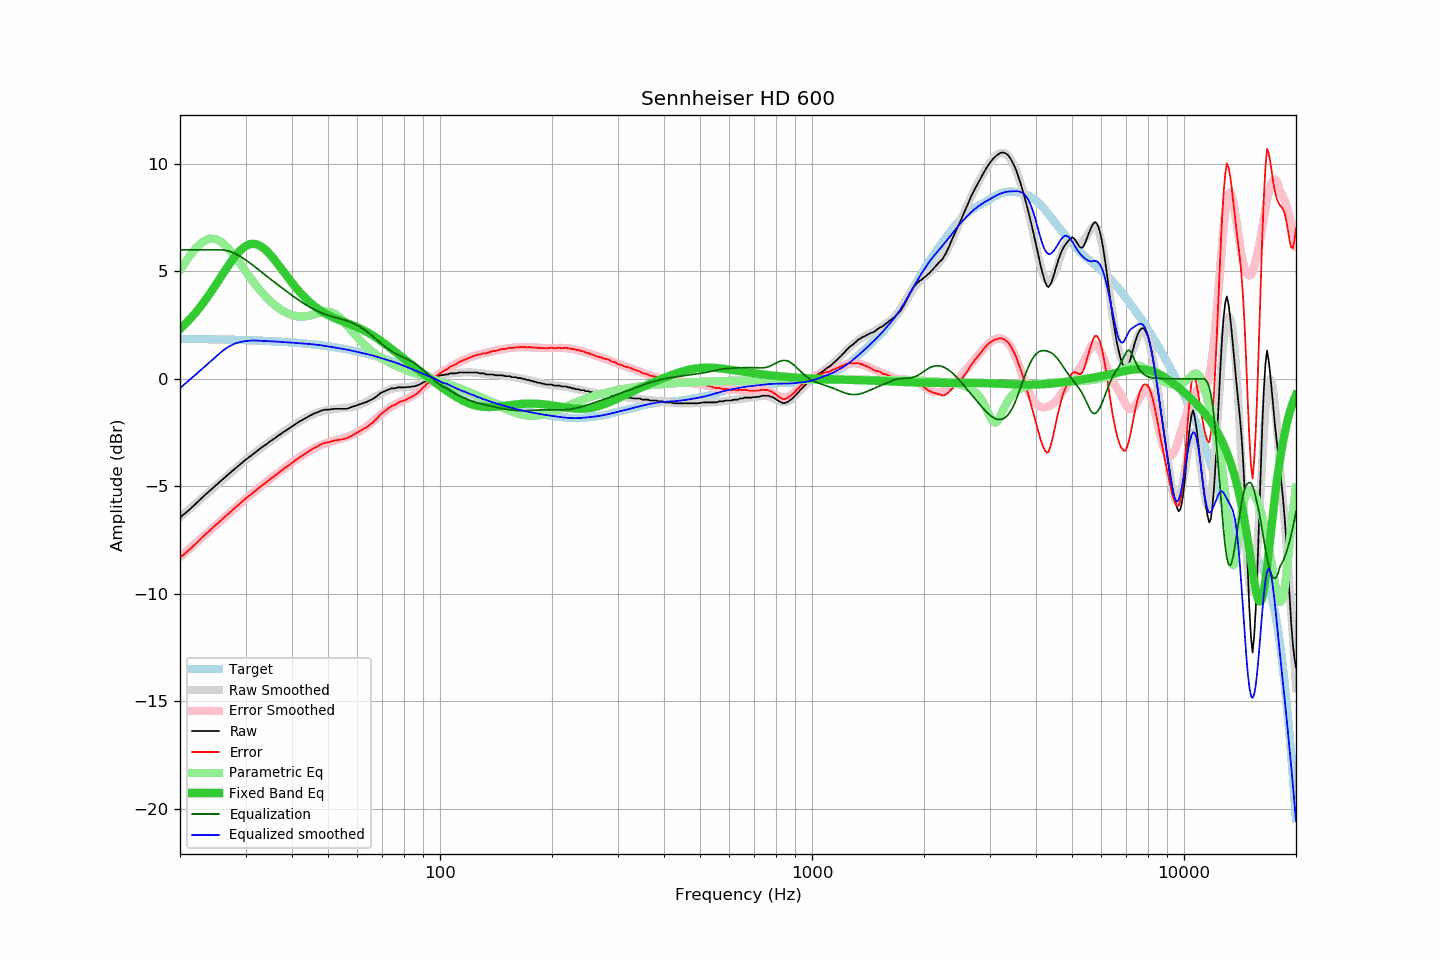 Sennheiser HD 600
10
5
0
−5
−10
−15
−20
Amplitude (dBr)
Target
Raw Smoothed
Error Smoothed
Raw
Error
Parametric Eq
Fixed Band Eq
Equalization
Equalized smoothed
100 1000 10000
Frequency (Hz)